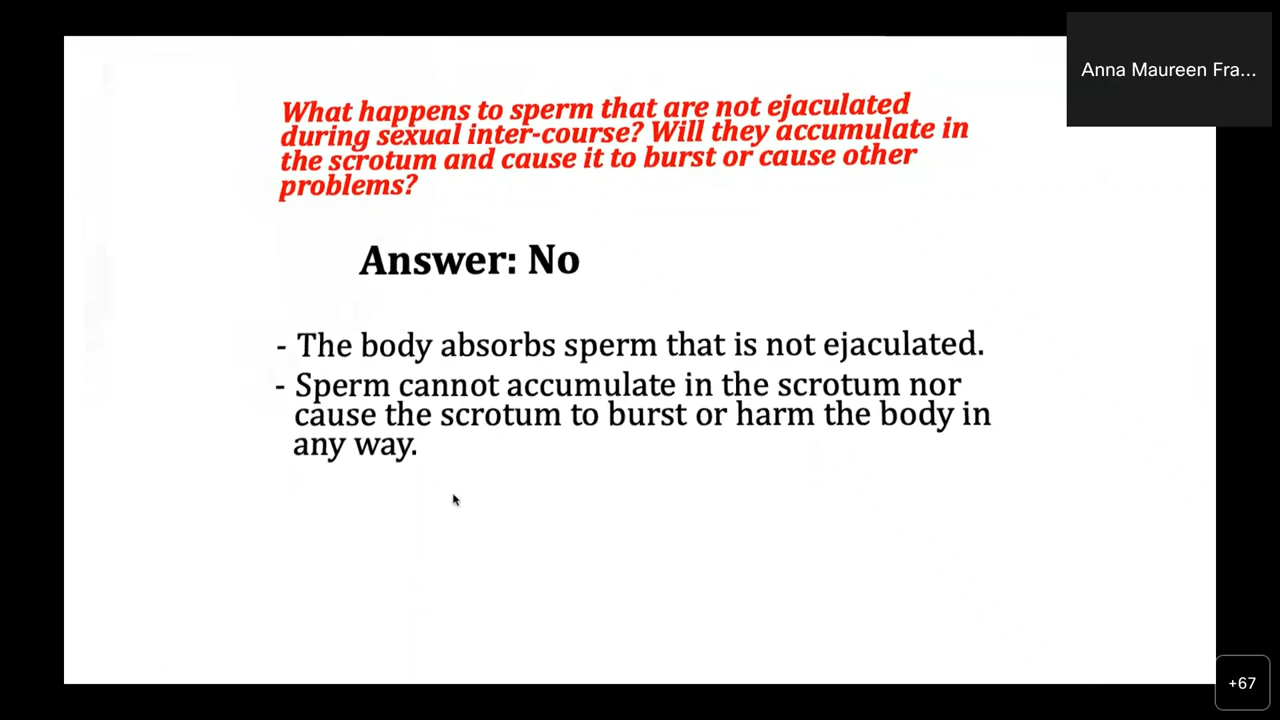 Anna Maureen Fra...
What happens to sperm that are not ejaculated
during sexual inter-course? Will they accumulate in
the scrotum and cause it to burst or cause other
problems?
Answer: No
- The body absorbs sperm that is not ejaculated.
- Sperm cannot accumulate in the scrotum nor
cause the scrotum to burst or harm the body in
any way.
+67